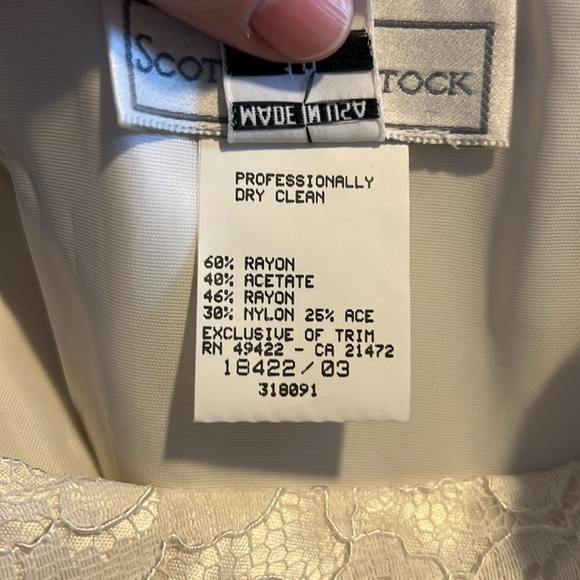 SCOT TOCK
MADE IN USA
PROFESSIONALLY
DRY CLEAN
60% RAYON
40% ACETATE
46% RAYON
30% NYLON 25% ACE
EXCLUSIVE OF TRIM
RN 49422 - CA 21472
18422/03
318091